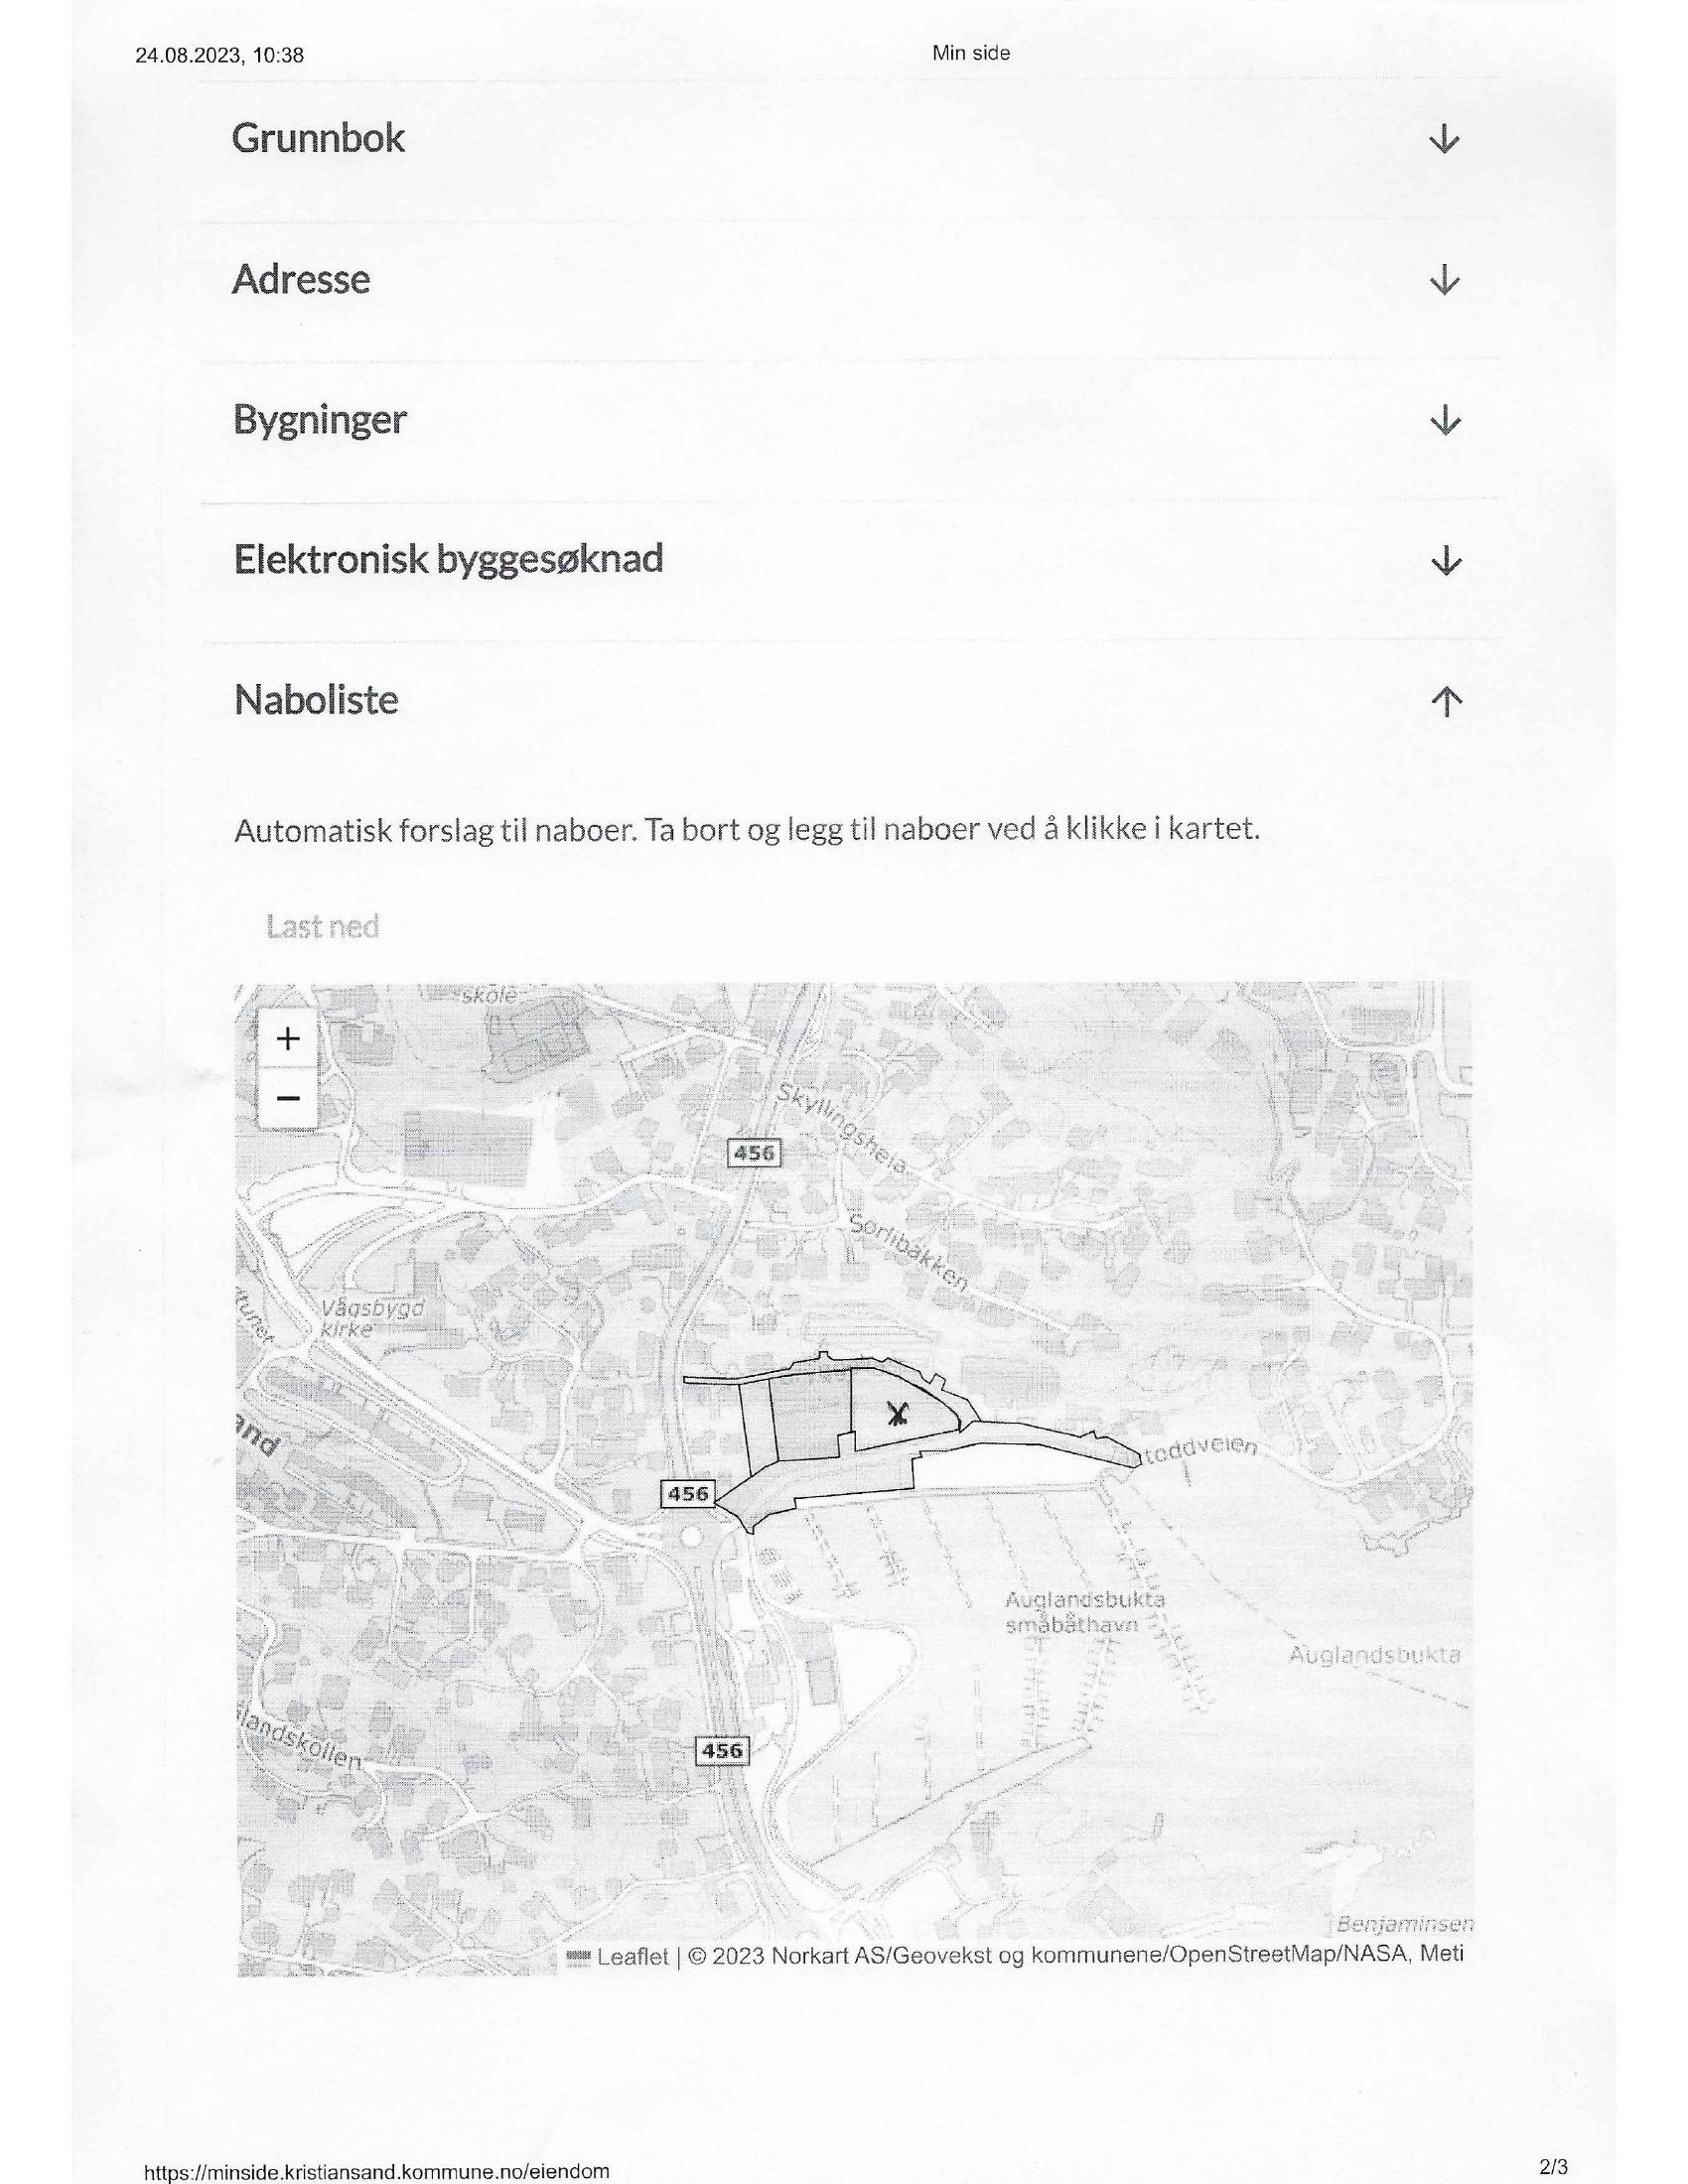 24.08.2023, 10:38
Min side
Grunnbok
Adresse
Bygninger
Elektronisk byggesøknad
Naboliste
Automatisk forslag til naboer. Ta bort og legg til naboer ved å klikke i kartet.
Last ned
skole
+
−
Skyllingsheia
456
Sørlibakken
Vågsbygd
kirke
X
toddveien
456
Auglandsbukta
småbåthavn
Auglandsbukta
landskollen
456
Benjaminsen
Leaflet | © 2023 Norkart AS/Geovekst og kommunene/OpenStreetMap/NASA, Meti
https://minside.kristiansand.kommune.no/eiendom
2/3